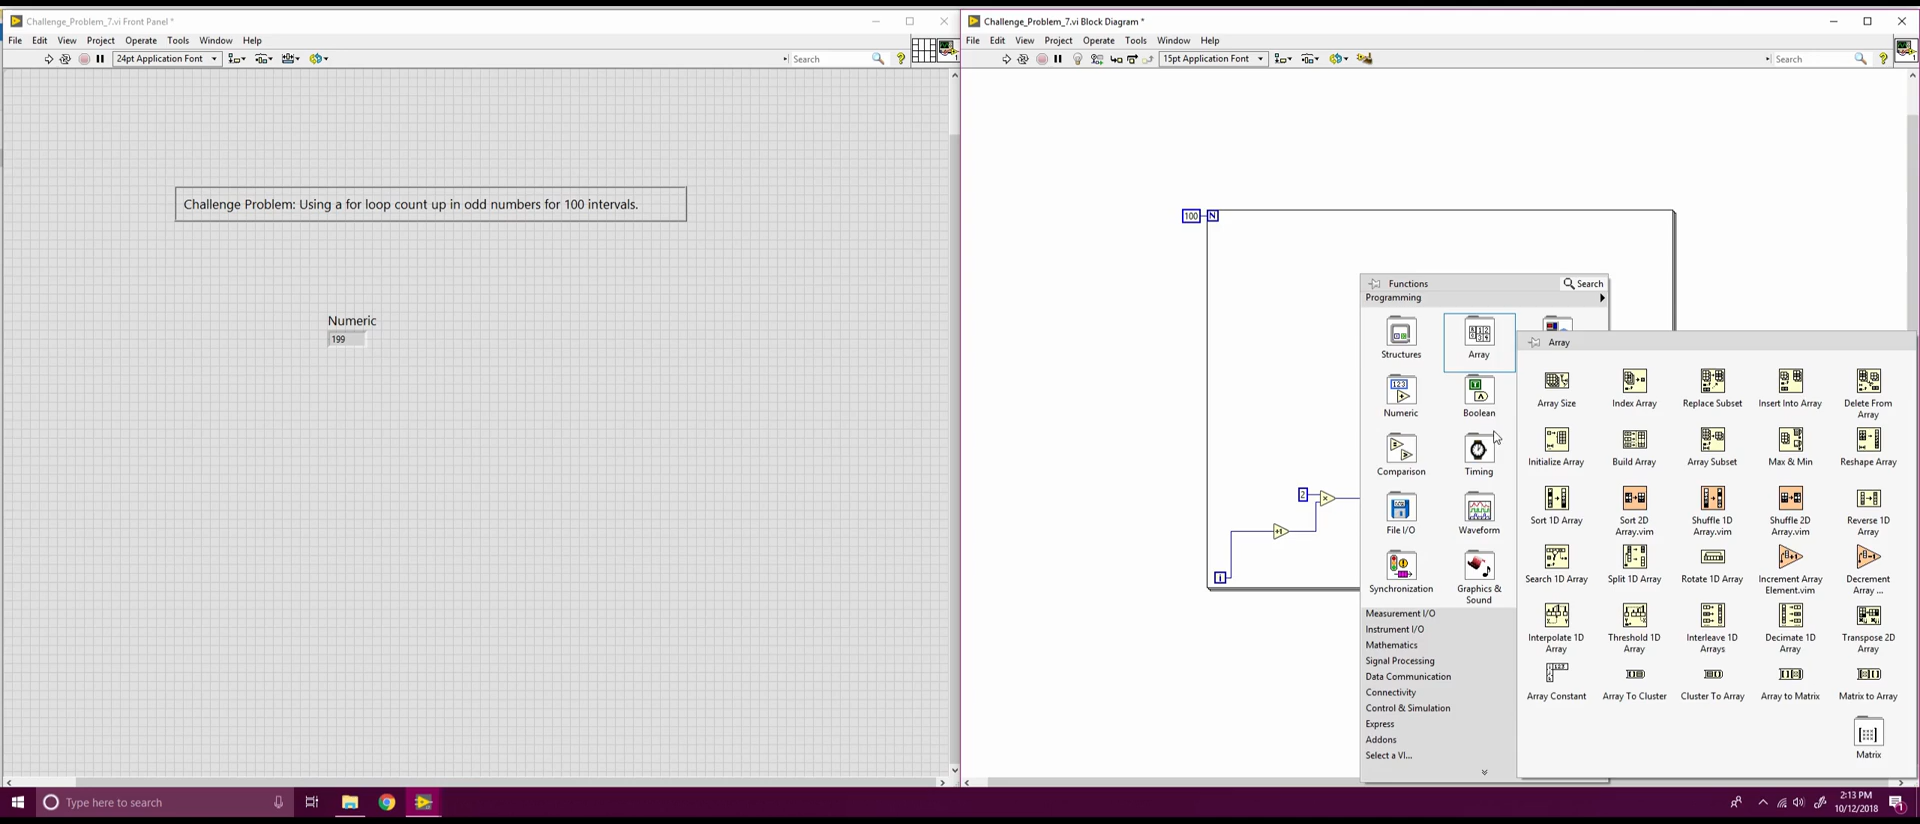 Challenge_Problem_7.vi Front Panel *
File Edit View Project Operate Tools Window Help
24pt Application Font
Search
Challenge Problem: Using a for loop count up in odd numbers for 100 intervals.
Numeric
199
Challenge_Problem_7.vi Block Diagram *
File Edit View Project Operate Tools Window Help
15pt Application Font
Search
100 N
2
+1
i
Functions Search
Programming
Structures Array
Numeric Boolean
Comparison Timing
File I/O Waveform
Synchronization Graphics &
Sound
Measurement I/O
Instrument I/O
Mathematics
Signal Processing
Data Communication
Connectivity
Control & Simulation
Express
Addons
Select a VI...
Array
Array Size Index Array Replace Subset Insert Into Array Delete From
Array
Initialize Array Build Array Array Subset Max & Min Reshape Array
Sort 1D Array Sort 2D Shuffle 1D Shuffle 2D Reverse 1D
Array.vim Array.vim Array.vim Array
Search 1D Array Split 1D Array Rotate 1D Array Increment Array Decrement
Element.vim Array ...
Interpolate 1D Threshold 1D Interleave 1D Decimate 1D Transpose 2D
Array Array Arrays Array Array
Array Constant Array To Cluster Cluster To Array Array to Matrix Matrix to Array
Matrix
Type here to search
2:13 PM
10/12/2018
1